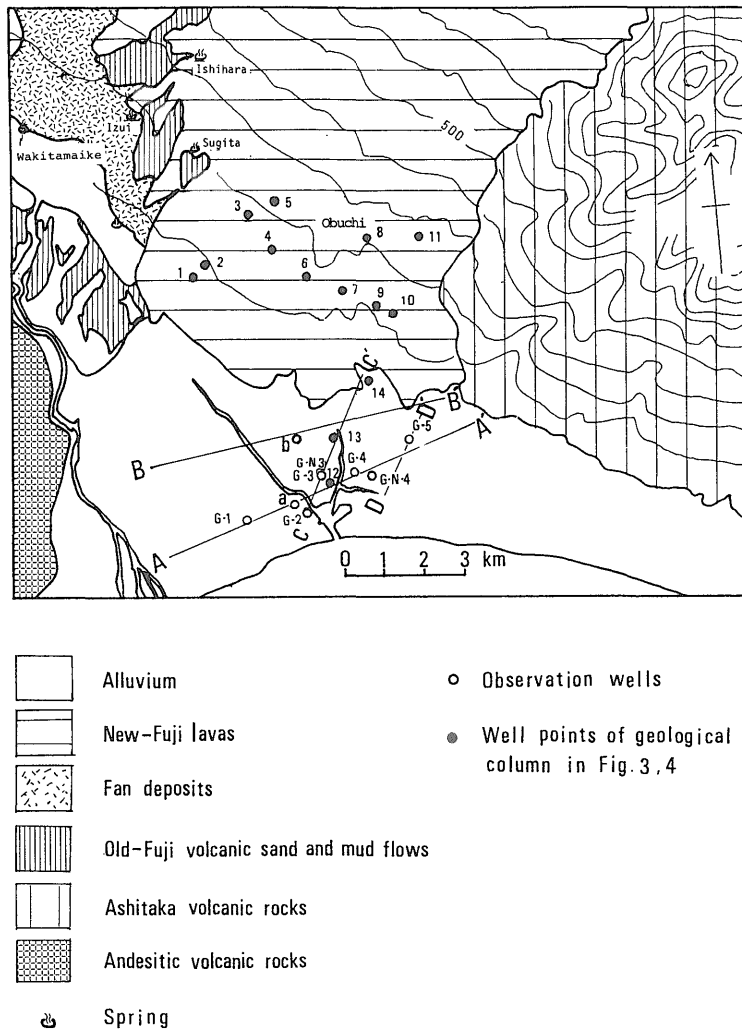 Ishihara
500
Izui
Sugita
Wakitamaike
5
3
Obuchi
8
11
4
2
1
6
7
9
10
C'
14
B'
D'
G-5
A'
b
13
B
G-N3
G-3
G-4
12
G-N-4
a
D
G-1
G-2
C
A
0 1 2 3 km
Alluvium
Observation wells
New-Fuji lavas
Well points of geological
column in Fig. 3, 4
Fan deposits
Old-Fuji volcanic sand and mud flows
Ashitaka volcanic rocks
Andesitic volcanic rocks
Spring